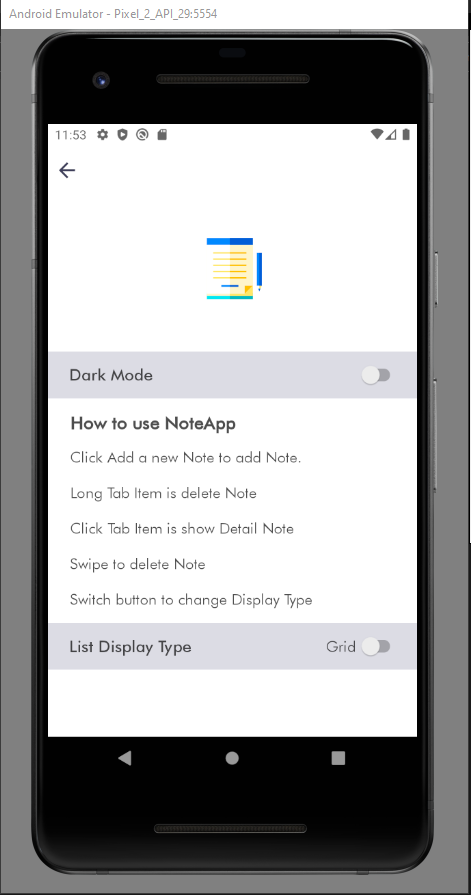 Android Emulator - Pixel_2_API_29:5554
11:53
Dark Mode
How to use NoteApp
Click Add a new Note to add Note.
Long Tab Item is delete Note
Click Tab Item is show Detail Note
Swipe to delete Note
Switch button to change Display Type
List Display Type Grid